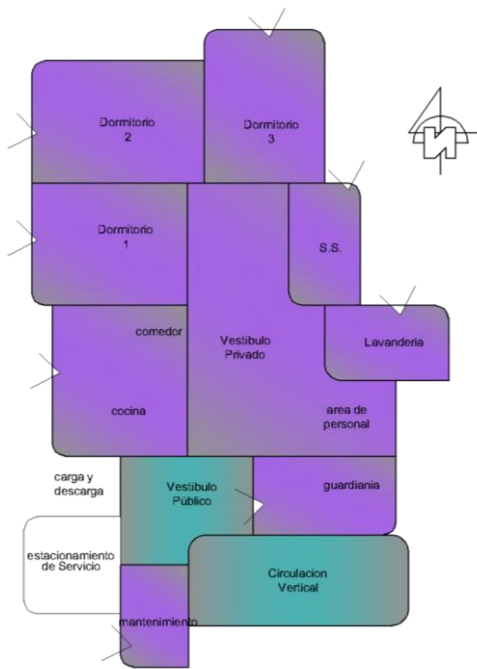 Dormitorio
2
Dormitorio
3
Dormitorio
1
S.S.
comedor
Vestibulo
Privado
Lavanderia
cocina
area de
personal
carga y
descarga
Vestibulo
Público
guardiania
estacionamiento
de Servicio
Circulacion
Vertical
mantenimiento
N